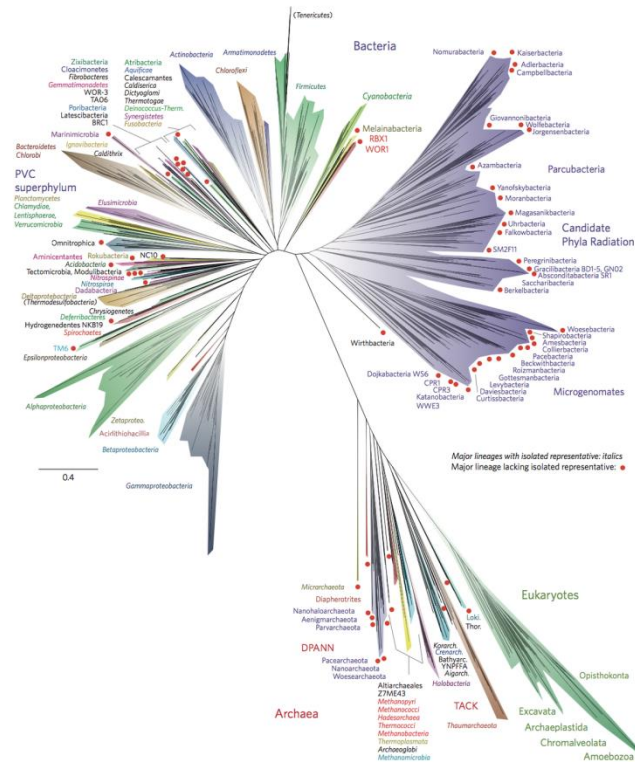 (Tenericutes)
Bacteria
Zixibacteria
Cloacimonetes
Fibrobacteres
Gemmatimonadetes
WOR-3
TA06
Poribacteria
Latescibacteria
BRC1
Atribacteria
Aquificae
Calescamantes
Caldiserica
Dictyoglomi
Thermotogae
Deinococcus-Therm.
Synergistetes
Fusobacteria
Actinobacteria
Armatimonadetes
Chloroflexi
Firmicutes
Cyanobacteria
Melainabacteria
RBX1
WOR1
Marinimicrobia
Ignavibacteria
Bacteroidetes
Chlorobi
Caldithrix
PVC
superphylum
Planctomycetes
Chlamydiae,
Lentisphaerae,
Verrucomicrobia
Elusimicrobia
Omnitrophica
Aminicentantes
Rokubacteria
NC10
Acidobacteria
Tectomicrobia, Modulibacteria
Nitrospinae
Nitrospirae
Dadabacteria
Deltaproteobacteria
(Thermodesulfobacteria)
Chrysiogenetes
Deferribacteres
Hydrogenedentes NKB19
Spirochaetes
TM6
Epsilonproteobacteria
Alphaproteobacteria
Zetaproteo.
Acidithiobacillia
Betaproteobacteria
Gammaproteobacteria
0.4
Nomurabacteria
Kaiserbacteria
Adlerbacteria
Campbellbacteria
Giovannonibacteria
Wolfebacteria
Jorgensenbacteria
Azambacteria
Parcubacteria
Yanofskybacteria
Moranbacteria
Magasanikbacteria
Uhrbacteria
Falkowbacteria
Candidate
Phyla Radiation
SM2F11
Peregrinibacteria
Gracilibacteria BD1-5, GN02
Absconditabacteria SR1
Saccharibacteria
Berkelbacteria
Woesebacteria
Shapirobacteria
Amesbacteria
Collierbacteria
Pacebacteria
Beckwithbacteria
Roizmanbacteria
Gottesmanbacteria
Levybacteria
Daviesbacteria
Curtissbacteria
Microgenomates
Wirthbacteria
Dojkabacteria WS6
CPR1
CPR3
Katanobacteria
WWE3
Major lineages with isolated representative: italics
Major lineage lacking isolated representative:
Micrarchaeota
Diapherotrites
Nanohaloarchaeota
Aenigmarchaeota
Parvarchaeota
DPANN
Pacearchaeota
Nanoarchaeota
Woesearchaeota
Archaea
Altiarchaeales
Z7ME43
Methanopyri
Methanococci
Hadesarchaea
Thermococci
Methanobacteria
Thermoplasmata
Archaeoglobi
Methanomicrobia
Halobacteria
Korarch.
Crenarch.
Bathyarc.
YNPFFA
Aigarch.
TACK
Thaumarchaeota
Loki.
Thor.
Eukaryotes
Opisthokonta
Excavata
Archaeplastida
Chromalveolata
Amoebozoa